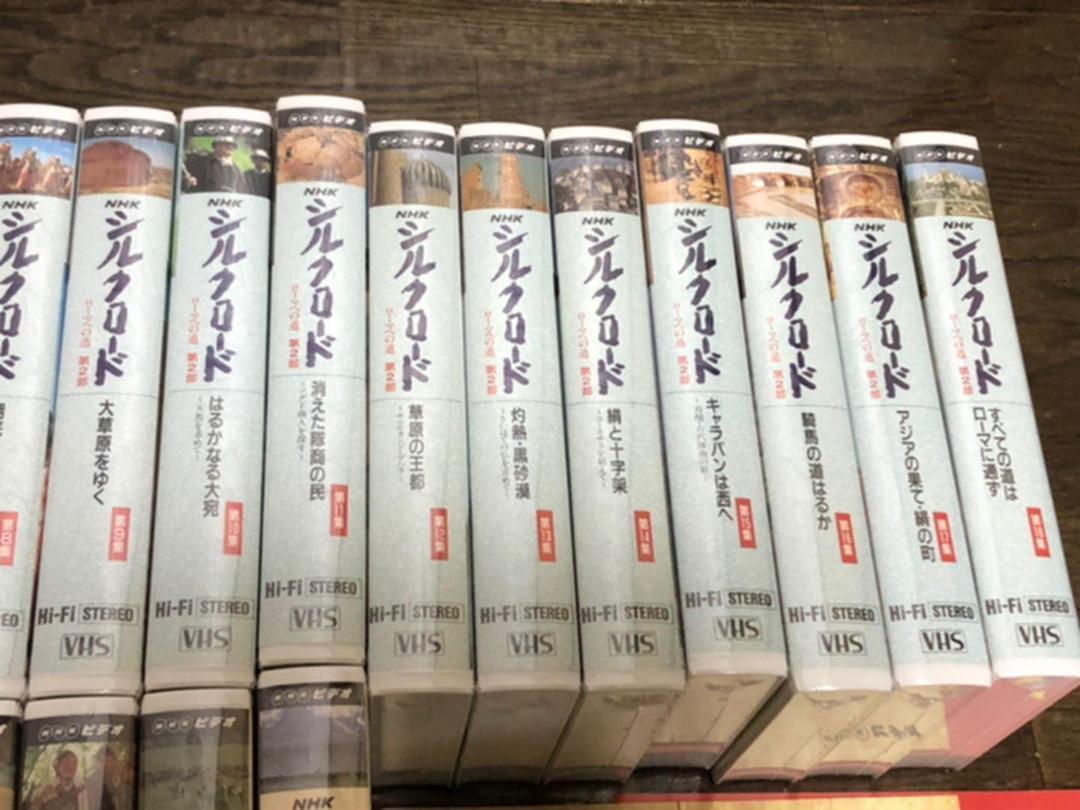 第8集
NHKビデオ
NHK
シルクロード
ローマへの道 第2部
大草原をゆく
第9集
Hi-Fi STEREO
VHS
NHKビデオ
NHK
シルクロード
ローマへの道 第2部
はるかなる大宛
第10集
Hi-Fi STEREO
VHS
NHKビデオ
NHK
シルクロード
ローマへの道 第2部
消えた隊商の民
第11集
Hi-Fi STEREO
VHS
NHKビデオ
NHK
シルクロード
ローマへの道 第2部
草原の王都
第12集
Hi-Fi STEREO
VHS
NHKビデオ
NHK
シルクロード
ローマへの道 第2部
灼熱・黒砂漠
第13集
Hi-Fi STEREO
VHS
NHKビデオ
NHK
シルクロード
ローマへの道 第2部
絹と十字架
第14集
Hi-Fi STEREO
VHS
NHKビデオ
NHK
シルクロード
ローマへの道 第2部
キャラバンは西へ
第15集
Hi-Fi STEREO
VHS
NHKビデオ
NHK
シルクロード
ローマへの道 第2部
騎馬の道はるか
第16集
Hi-Fi STEREO
VHS
NHKビデオ
NHK
シルクロード
ローマへの道 第2部
アジアの果て・絹の町
第17集
Hi-Fi STEREO
VHS
NHKビデオ
NHK
シルクロード
ローマへの道 第2部
すべての道は
ローマに通ず
第18集
Hi-Fi STEREO
VHS
NHKビデオ
NHKビデオ
NHKビデオ
NHK